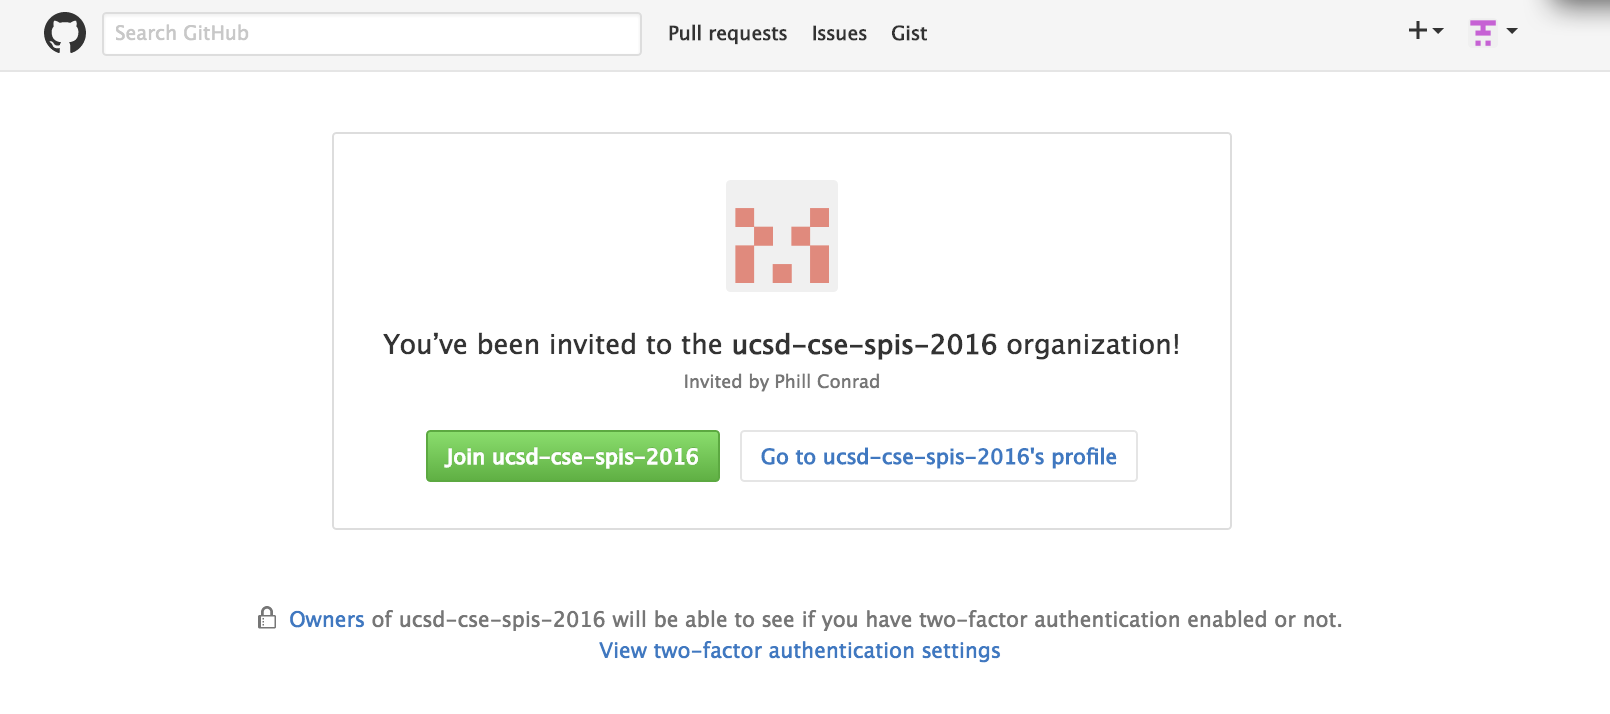 Search GitHub
Pull requests
Issues
Gist
You’ve been invited to the ucsd-cse-spis-2016 organization!
Invited by Phill Conrad
Join ucsd-cse-spis-2016
Go to ucsd-cse-spis-2016's profile
Owners of ucsd-cse-spis-2016 will be able to see if you have two-factor authentication enabled or not.
View two-factor authentication settings